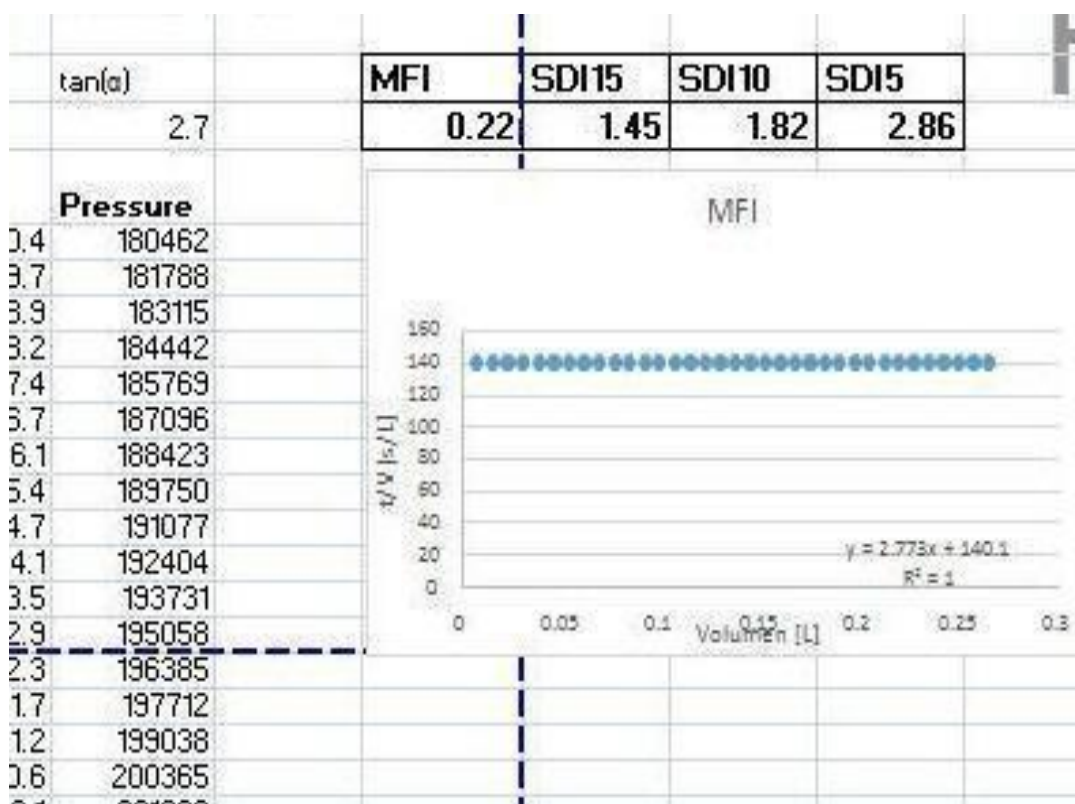 tan(α) MFI SDI15 SDI10 SDI5
2.7 0.22 1.45 1.82 2.86
Pressure
180462
181788
183115
184442
185769
187096
188423
189750
191077
192404
193731
195058
196385
197712
199038
200365
MFI
160
140
120
100
80
60
40
20
0
t/V [s/L]
y = 2.773x + 140.1
R² = 1
0 0.05 0.1 0.15 0.2 0.25 0.3
Volumen [L]